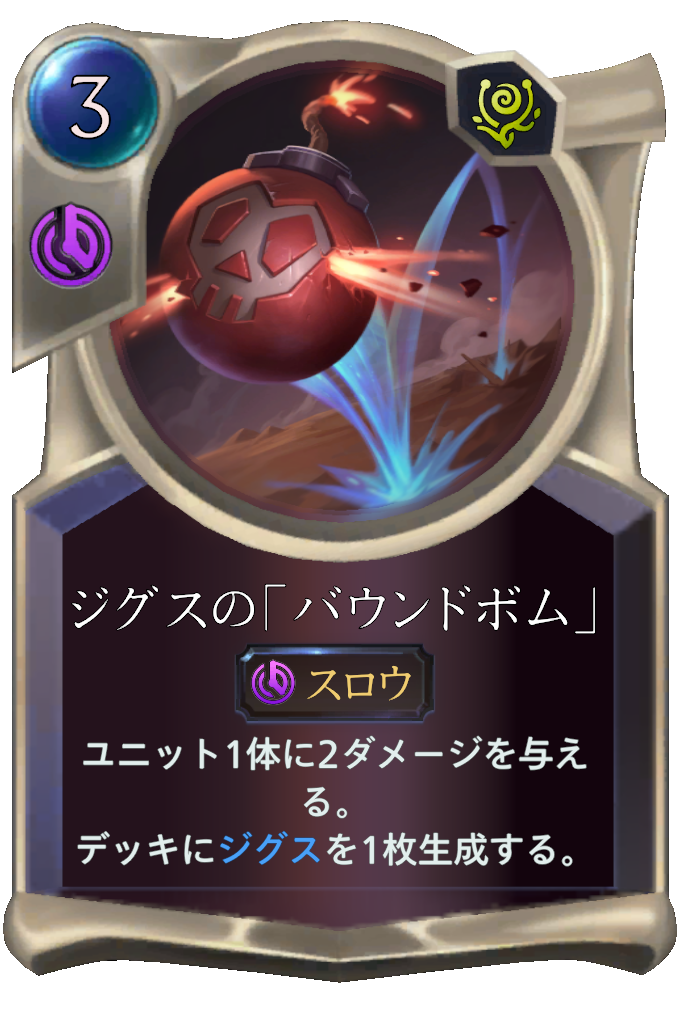 3
ジグスの「バウンドボム」
スロウ
ユニット1体に2ダメージを与え
る。
デッキにジグスを1枚生成する。